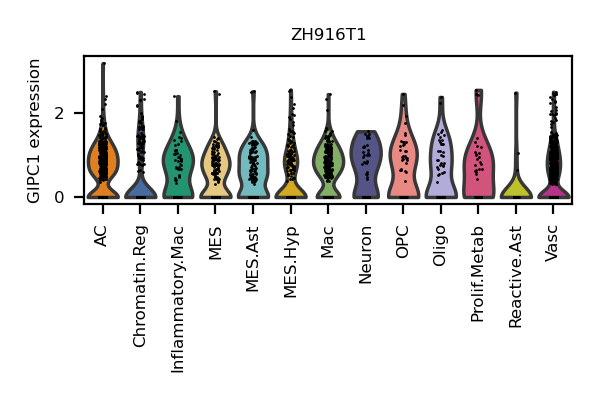 ZH916T1
GIPC1 expression
2
0
AC
Chromatin.Reg
Inflammatory.Mac
MES
MES.Ast
MES.Hyp
Mac
Neuron
OPC
Oligo
Prolif.Metab
Reactive.Ast
Vasc